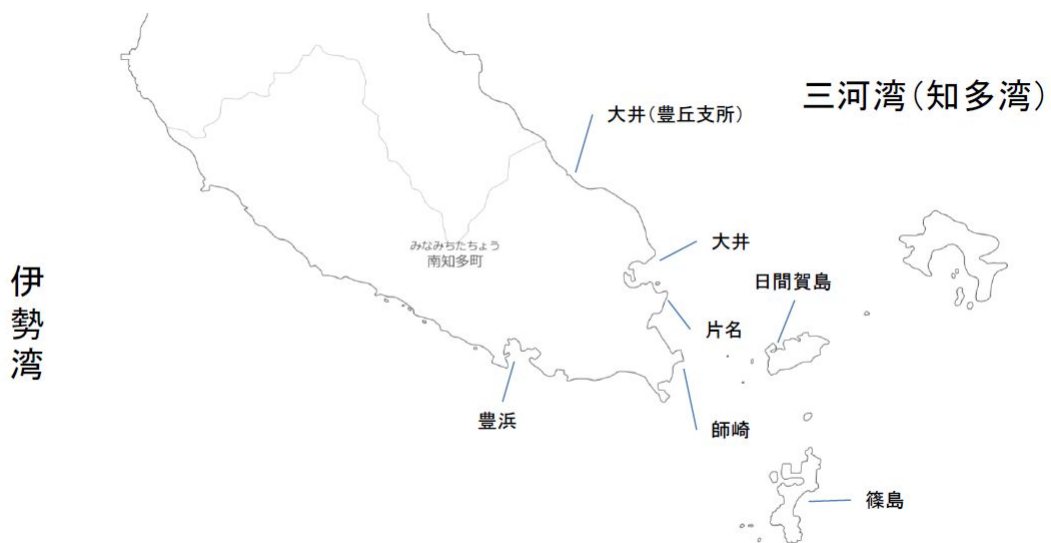 三河湾(知多湾)
大井(豊丘支所)
大井
みなみちたちょう
南知多町
日間賀島
伊勢湾
片名
豊浜
師崎
篠島